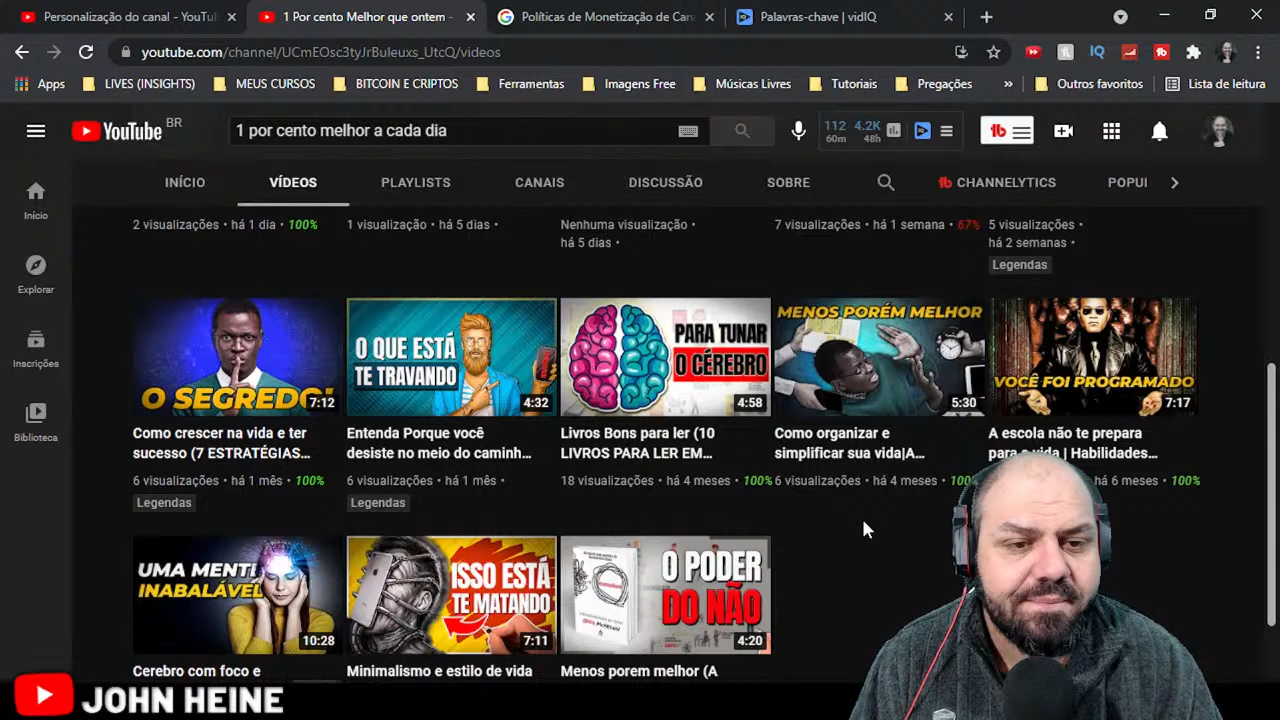 Personalização do canal - YouTu
1 Por cento Melhor que ontem -
Políticas de Monetização de Can
Palavras-chave | vidIQ
youtube.com/channel/UCmEOsc3tyJrBuleuxs_UtcQ/videos
Apps
LIVES (INSIGHTS)
MEUS CURSOS
BITCOIN E CRIPTOS
Ferramentas
Imagens Free
Músicas Livres
Tutoriais
Pregações
»
Outros favoritos
Lista de leitura
YouTube BR
1 por cento melhor a cada dia
112 4.2K
60m 48h
INÍCIO
VÍDEOS
PLAYLISTS
CANAIS
DISCUSSÃO
SOBRE
CHANNELYTICS
POPUI
Início
Explorar
Inscrições
Biblioteca
2 visualizações • há 1 dia • 100%
1 visualização • há 5 dias •
Nenhuma visualização •
há 5 dias •
7 visualizações • há 1 semana • 67%
5 visualizações •
há 2 semanas •
Legendas
O SEGREDO!
7:12
O QUE ESTÁ
TE TRAVANDO
4:32
PARA TUNAR
O CÉREBRO
4:58
MENOS PORÉM MELHOR
5:30
VOCÊ FOI PROGRAMADO
7:17
Como crescer na vida e ter
sucesso (7 ESTRATÉGIAS...
6 visualizações • há 1 mês • 100%
Legendas
Entenda Porque você
desiste no meio do caminh...
6 visualizações • há 1 mês •
Legendas
Livros Bons para ler (10
LIVROS PARA LER EM...
18 visualizações • há 4 meses • 100%
Como organizar e
simplificar sua vida|A...
6 visualizações • há 4 meses • 100%
A escola não te prepara
para a vida | Habilidades...
há 6 meses • 100%
UMA MENTE
INABALÁVEL
10:28
ISSO ESTÁ
TE MATANDO
7:11
O PODER
DO NÃO
4:20
Cerebro com foco e
Minimalismo e estilo de vida
Menos porem melhor (A
JOHN HEINE